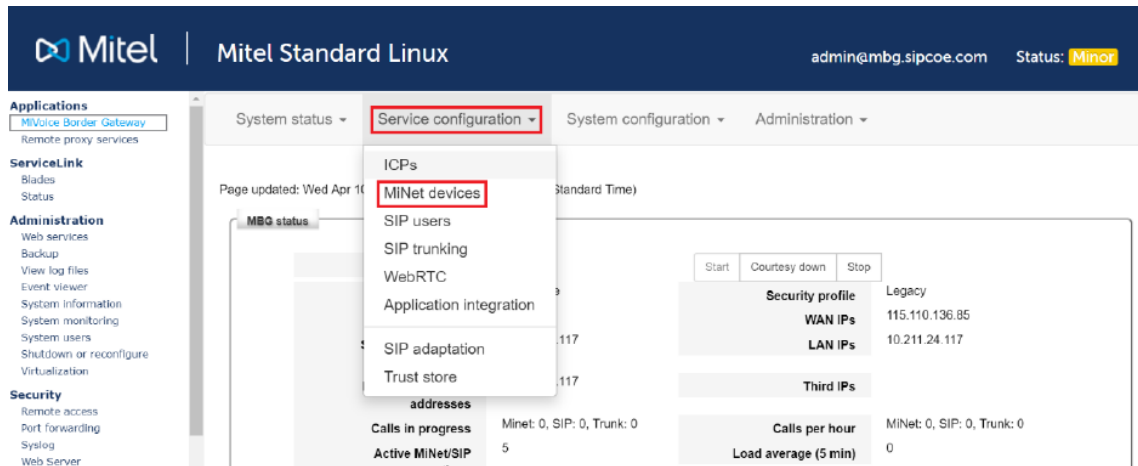 Mitel
Mitel Standard Linux
admin@mbg.sipcoe.com Status: Minor
Applications
MiVoice Border Gateway
Remote proxy services
ServiceLink
Blades
Status
Administration
Web services
Backup
View log files
Event viewer
System information
System monitoring
System users
Shutdown or reconfigure
Virtualization
Security
Remote access
Port forwarding
Syslog
Web Server
System status Service configuration System configuration Administration
ICPs
MiNet devices
SIP users
SIP trunking
WebRTC
Application integration
SIP adaptation
Trust store
Page updated: Wed Apr 10 Standard Time)
MBG status
Start Courtesy down Stop
Security profile Legacy
WAN IPs 115.110.136.85
.117 LAN IPs 10.211.24.117
.117 Third IPs
addresses
Calls in progress Minet: 0, SIP: 0, Trunk: 0 Calls per hour MiNet: 0, SIP: 0, Trunk: 0
Active MiNet/SIP 5 Load average (5 min) 0